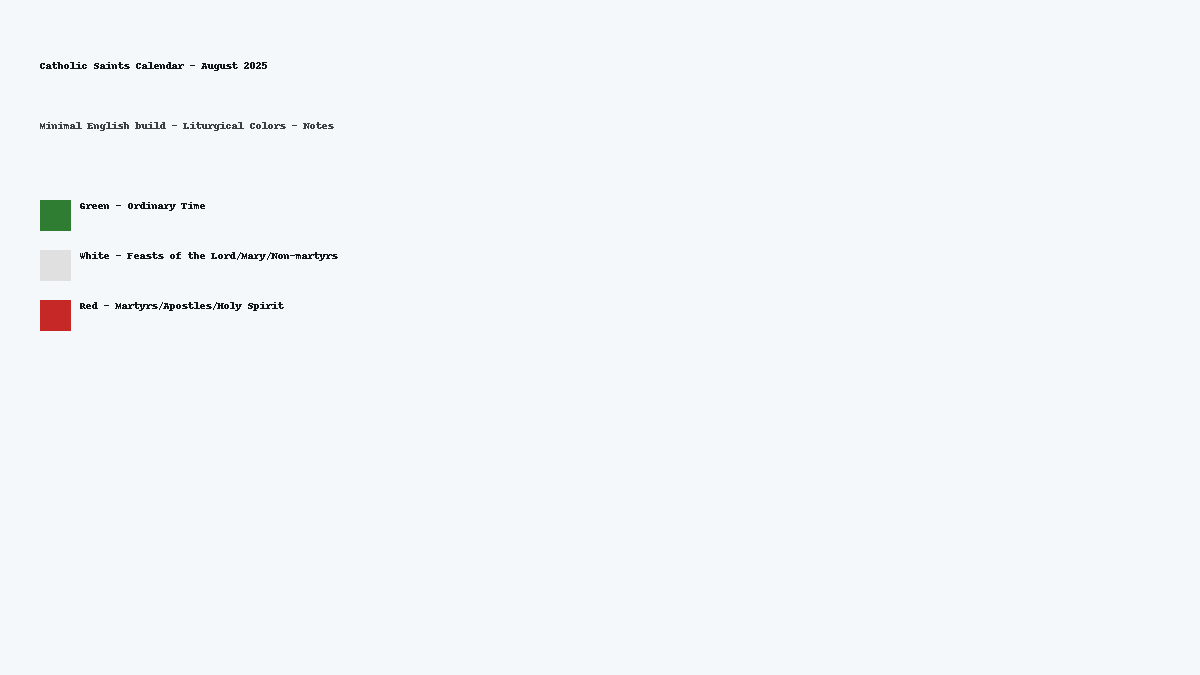 Catholic Saints Calendar - August 2025
Minimal English build - Liturgical Colors - Notes
Green - Ordinary Time
White - Feasts of the Lord/Mary/Non-martyrs
Red - Martyrs/Apostles/Holy Spirit